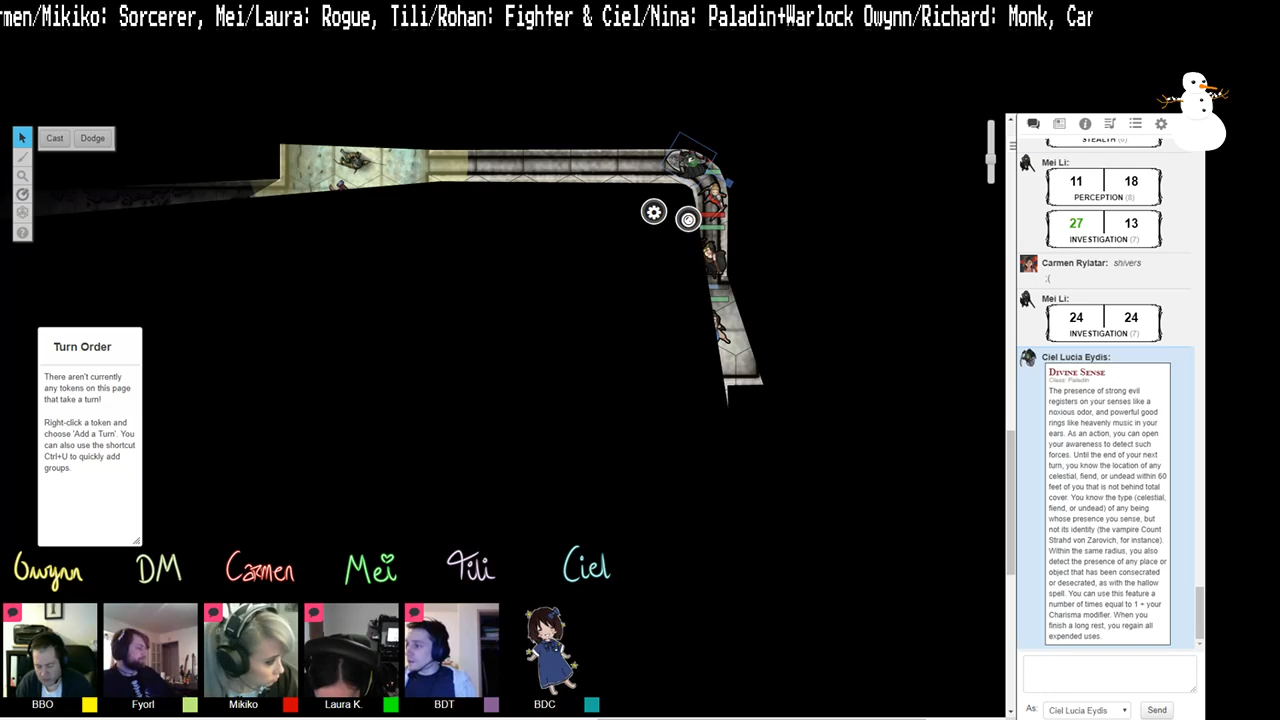 rmen/Mikiko: Sorcerer, Mei/Laura: Rogue, Tili/Rohan: Fighter & Ciel/Nina: Paladin+Warlock Owynn/Richard: Monk, Car
Cast Dodge
Turn Order
There aren't currently
any tokens on this page
that take a turn!
Right-click a token and
choose 'Add a Turn'. You
can also use the shortcut
Ctrl+U to quickly add
groups.
STEALTH (6)
Mei Li:
11 18
PERCEPTION (8)
27 13
INVESTIGATION (7)
Carmen Rylatar: shivers
:(
Mei Li:
24 24
INVESTIGATION (7)
Ciel Lucia Eydis:
DIVINE SENSE
Class: Paladin
The presence of strong evil
registers on your senses like a
noxious odor, and powerful good
rings like heavenly music in your
ears. As an action, you can open
your awareness to detect such
forces. Until the end of your next
turn, you know the location of any
celestial, fiend, or undead within 60
feet of you that is not behind total
cover. You know the type (celestial,
fiend, or undead) of any being
whose presence you sense, but
not its identity (the vampire Count
Strahd von Zarovich, for instance).
Within the same radius, you also
detect the presence of any place or
object that has been consecrated
or desecrated, as with the hallow
spell. You can use this feature a
number of times equal to 1 + your
Charisma modifier. When you
finish a long rest, you regain all
expended uses.
As: Ciel Lucia Eydis Send
Owynn DM Carmen Mei Tili Ciel
BBO Fyorl Mikiko Laura K. BDT BDC